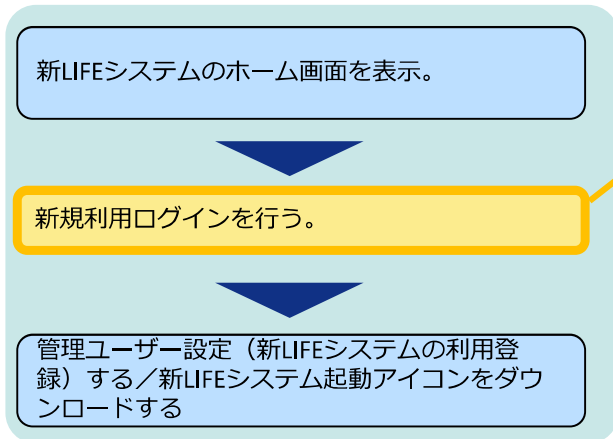 新LIFEシステムのホーム画面を表示。
新規利用ログインを行う。
管理ユーザー設定（新LIFEシステムの利用登
録）する／新LIFEシステム起動アイコンをダウ
ンロードする